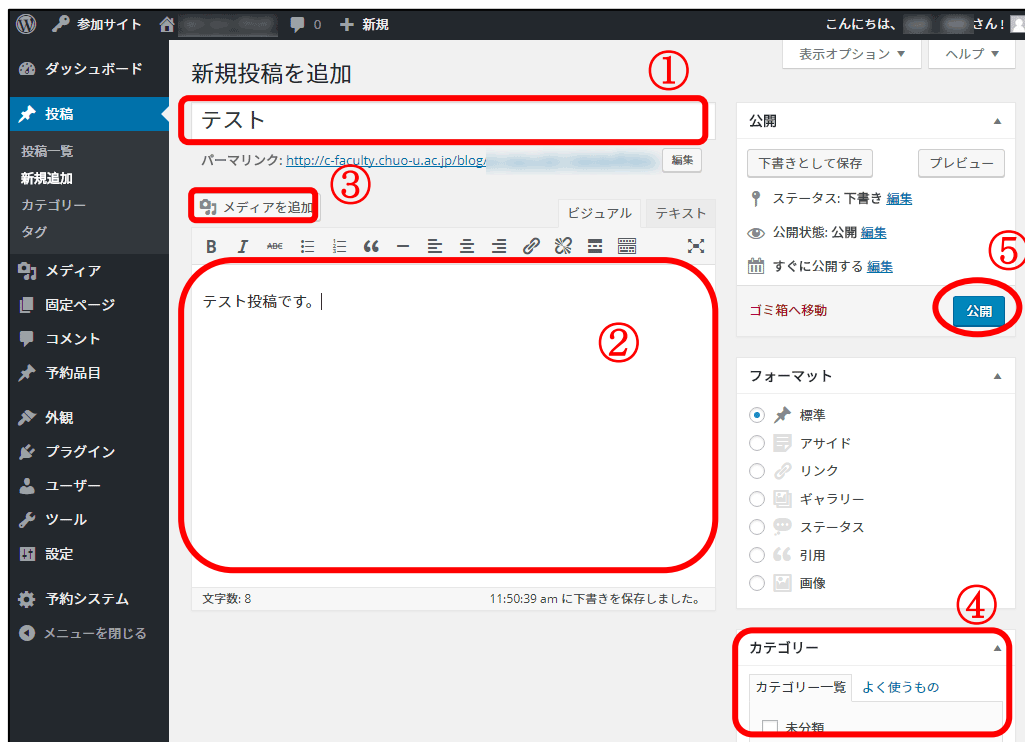 参加サイト 0 新規 こんにちは、 さん!
表示オプション ▼ ヘルプ ▼
ダッシュボード
投稿
投稿一覧
新規追加
カテゴリー
タグ
メディア
固定ページ
コメント
予約品目
外観
プラグイン
ユーザー
ツール
設定
予約システム
メニューを閉じる
新規投稿を追加
①
テスト
パーマリンク: http://c-faculty.chuo-u.ac.jp/blog/ 編集
③
メディアを追加
ビジュアル テキスト
B I ABC
テスト投稿です。
②
文字数: 8 11:50:39 am に下書きを保存しました。
公開
下書きとして保存 プレビュー
ステータス: 下書き 編集
公開状態: 公開 編集
すぐに公開する 編集
⑤
ゴミ箱へ移動 公開
フォーマット
標準
アサイド
リンク
ギャラリー
ステータス
引用
画像
④
カテゴリー
カテゴリー一覧 よく使うもの
未分類